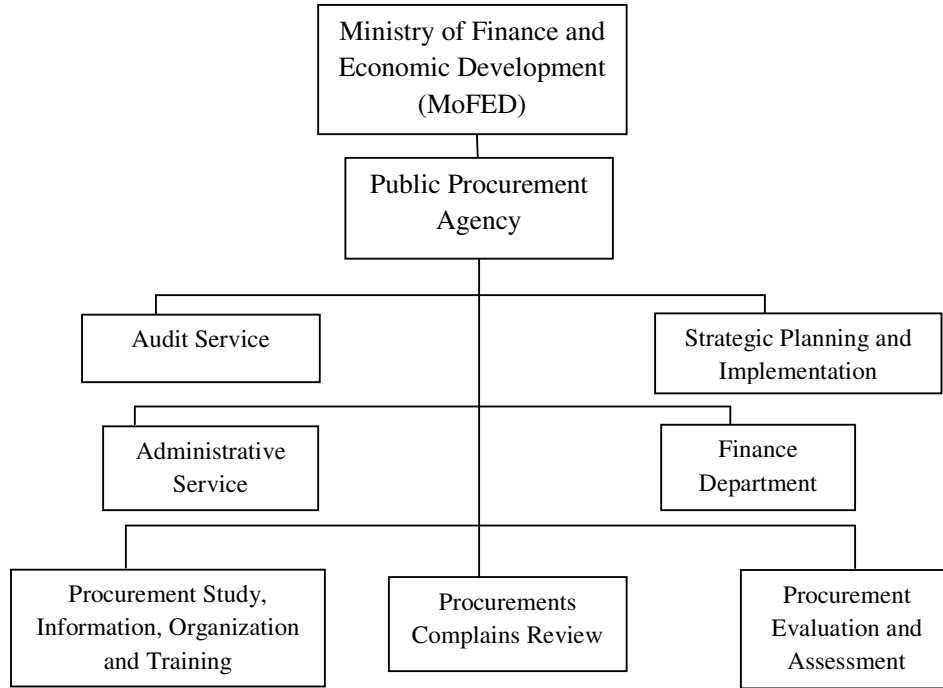 Ministry of Finance and
Economic Development
(MoFED)
Public Procurement
Agency
Audit Service
Strategic Planning and
Implementation
Administrative
Service
Finance
Department
Procurement Study,
Information, Organization
and Training
Procurements
Complains Review
Procurement
Evaluation and
Assessment